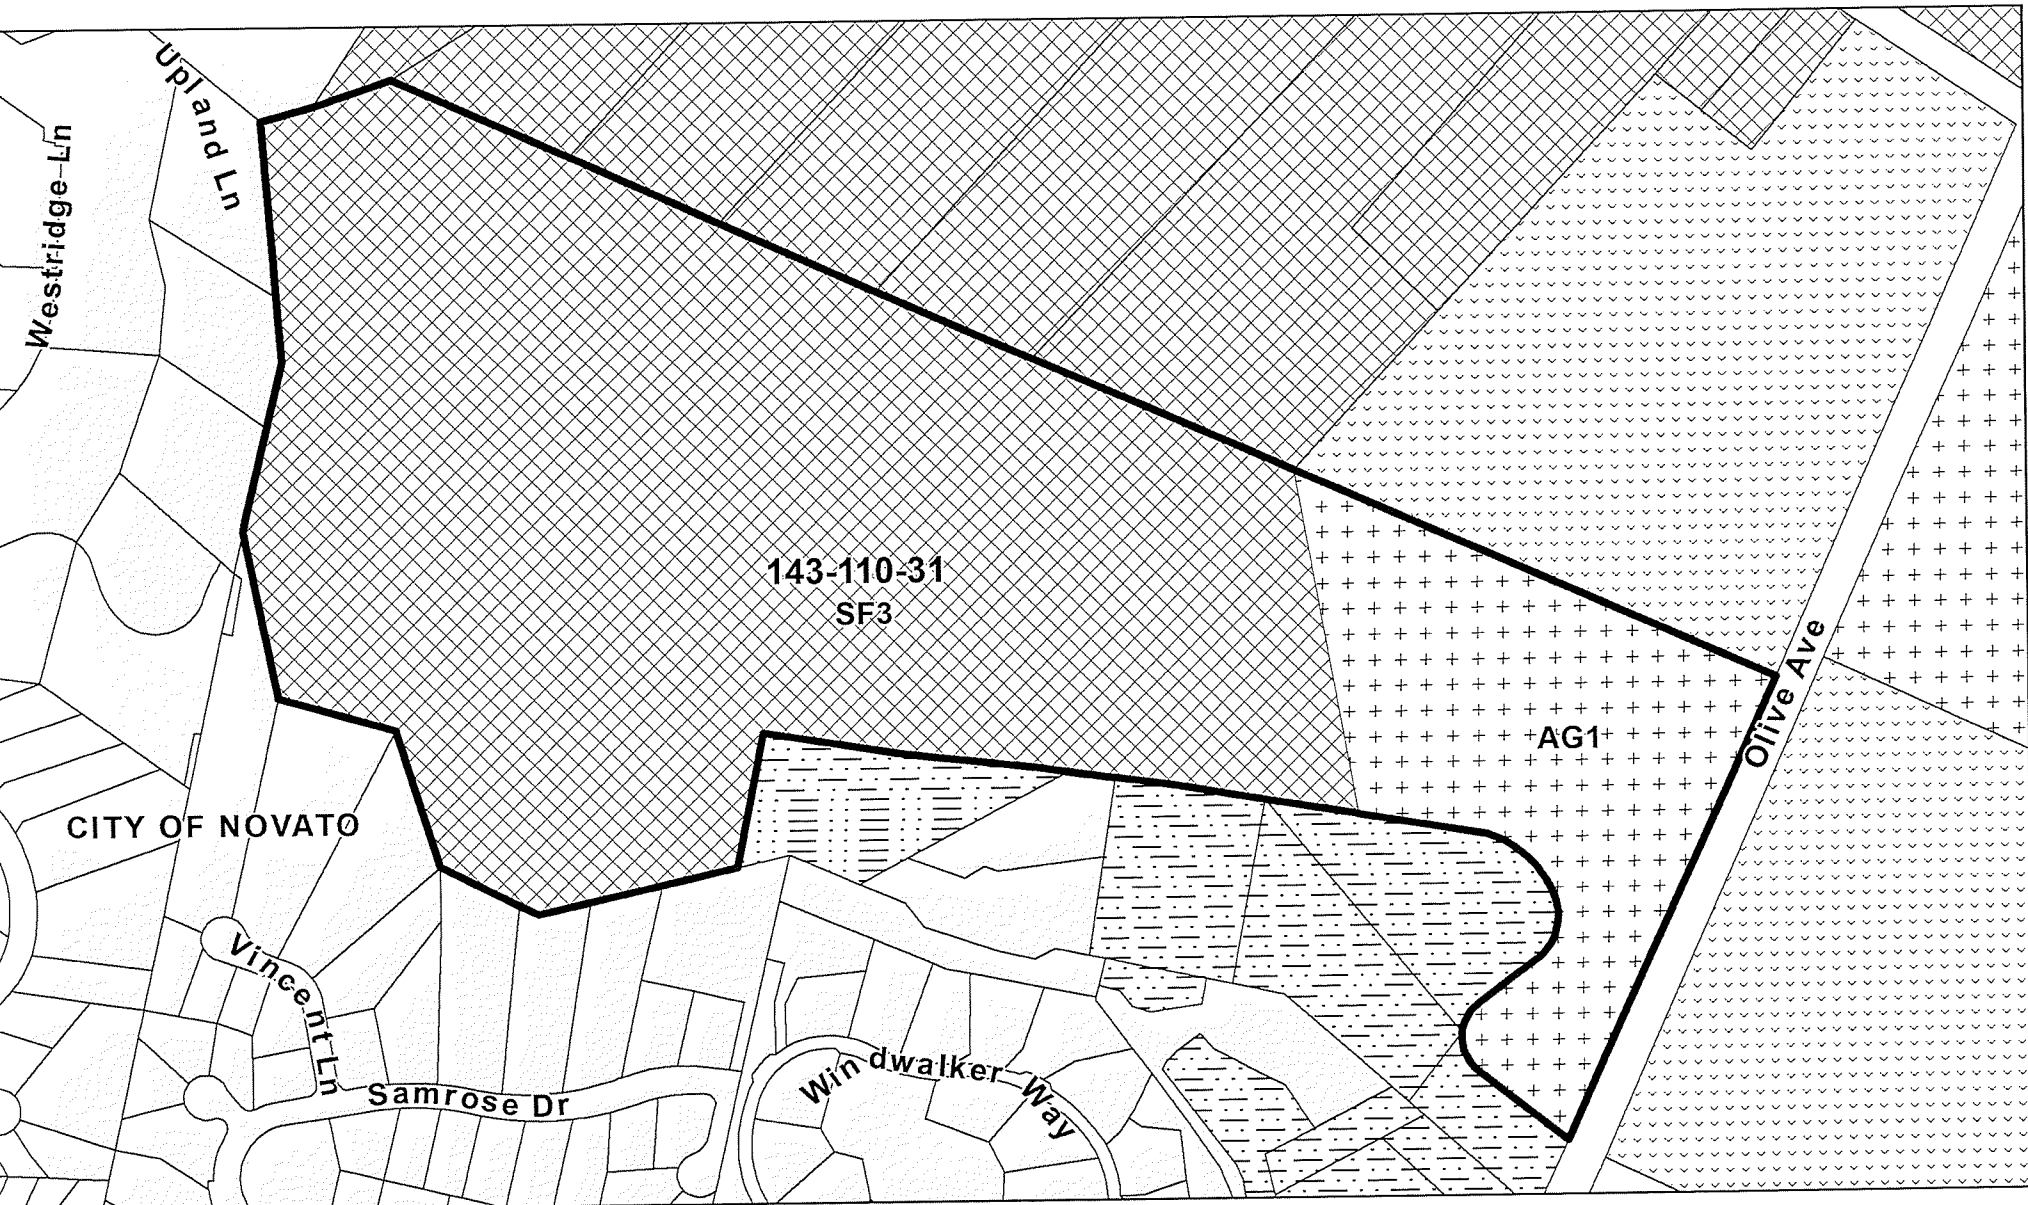 Upland Ln
Westridge Ln
143-110-31
SF3
AG1
Olive Ave
CITY OF NOVATO
Vincent Ln
Samrose Dr
Windwalker Way